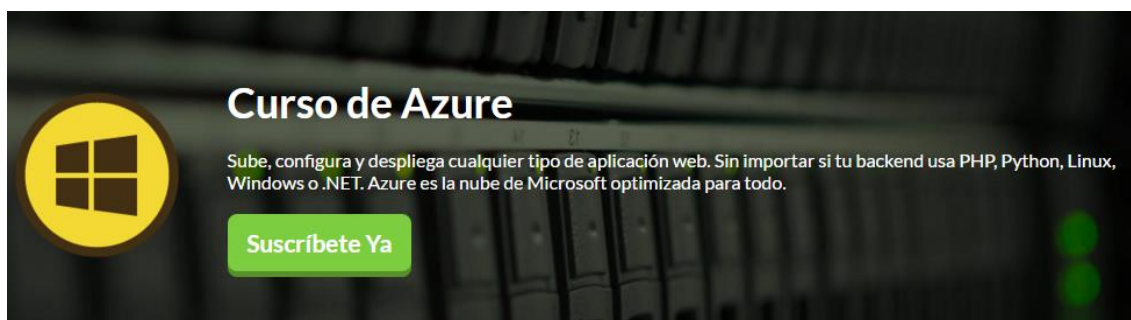 Curso de Azure
Sube, configura y despliega cualquier tipo de aplicación web. Sin importar si tu backend usa PHP, Python, Linux,
Windows o .NET. Azure es la nube de Microsoft optimizada para todo.
Suscríbete Ya